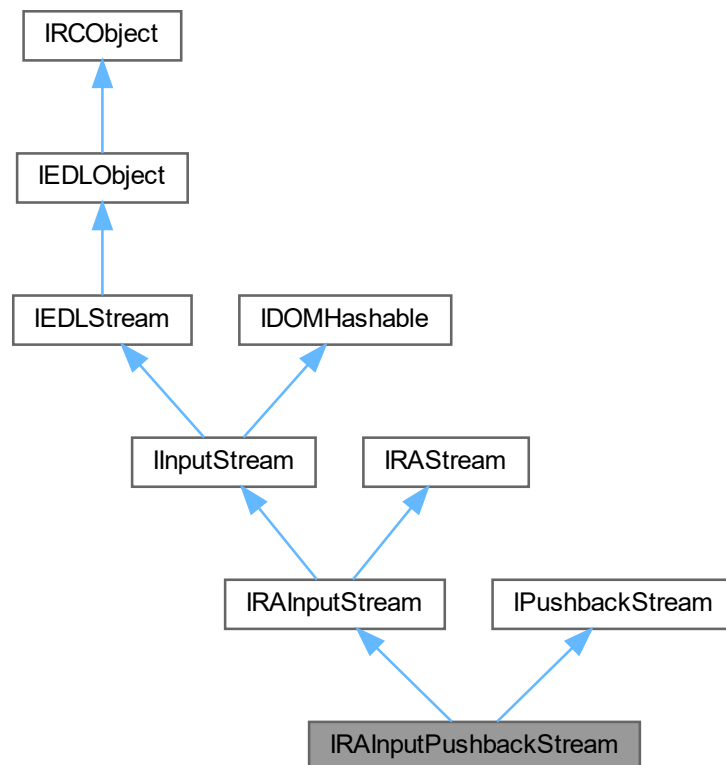 IRCObject
IEDLObject
IEDLStream
IDOMHashable
IInputStream
IRAStream
IRAInputStream
IPushbackStream
IRAInputPushbackStream